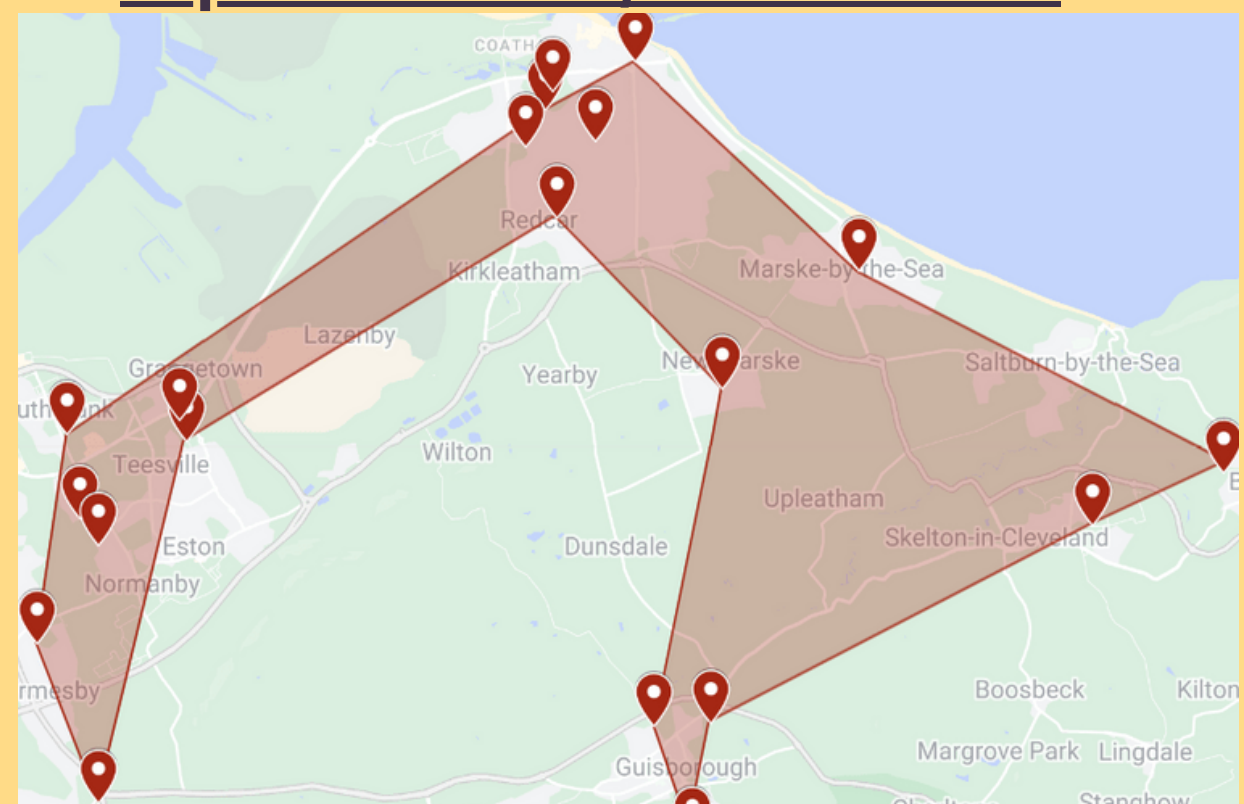 COATH
Redcar
Kirkleatham
Marske-by-the-Sea
Lazenby
Grangetown
New Marske
Saltburn-by-the-Sea
Yearby
uth Bank
Wilton
Teesville
Upleatham
Skelton-in-Cleveland
Eston
Dunsdale
Normanby
rmesby
Boosbeck
Kilton
Margrove Park
Lingdale
Guisborough
Stanghow